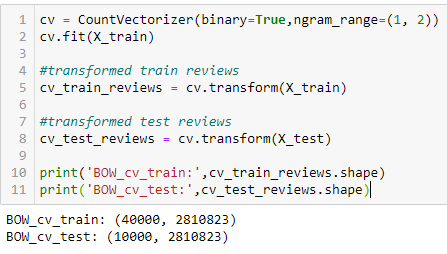 1 cv = CountVectorizer(binary=True,ngram_range=(1, 2))
2 cv.fit(X_train)
3
4 #transformed train reviews
5 cv_train_reviews = cv.transform(X_train)
6
7 #transformed test reviews
8 cv_test_reviews = cv.transform(X_test)
9
10 print('BOW_cv_train:',cv_train_reviews.shape)
11 print('BOW_cv_test:',cv_test_reviews.shape)
BOW_cv_train: (40000, 2810823)
BOW_cv_test: (10000, 2810823)